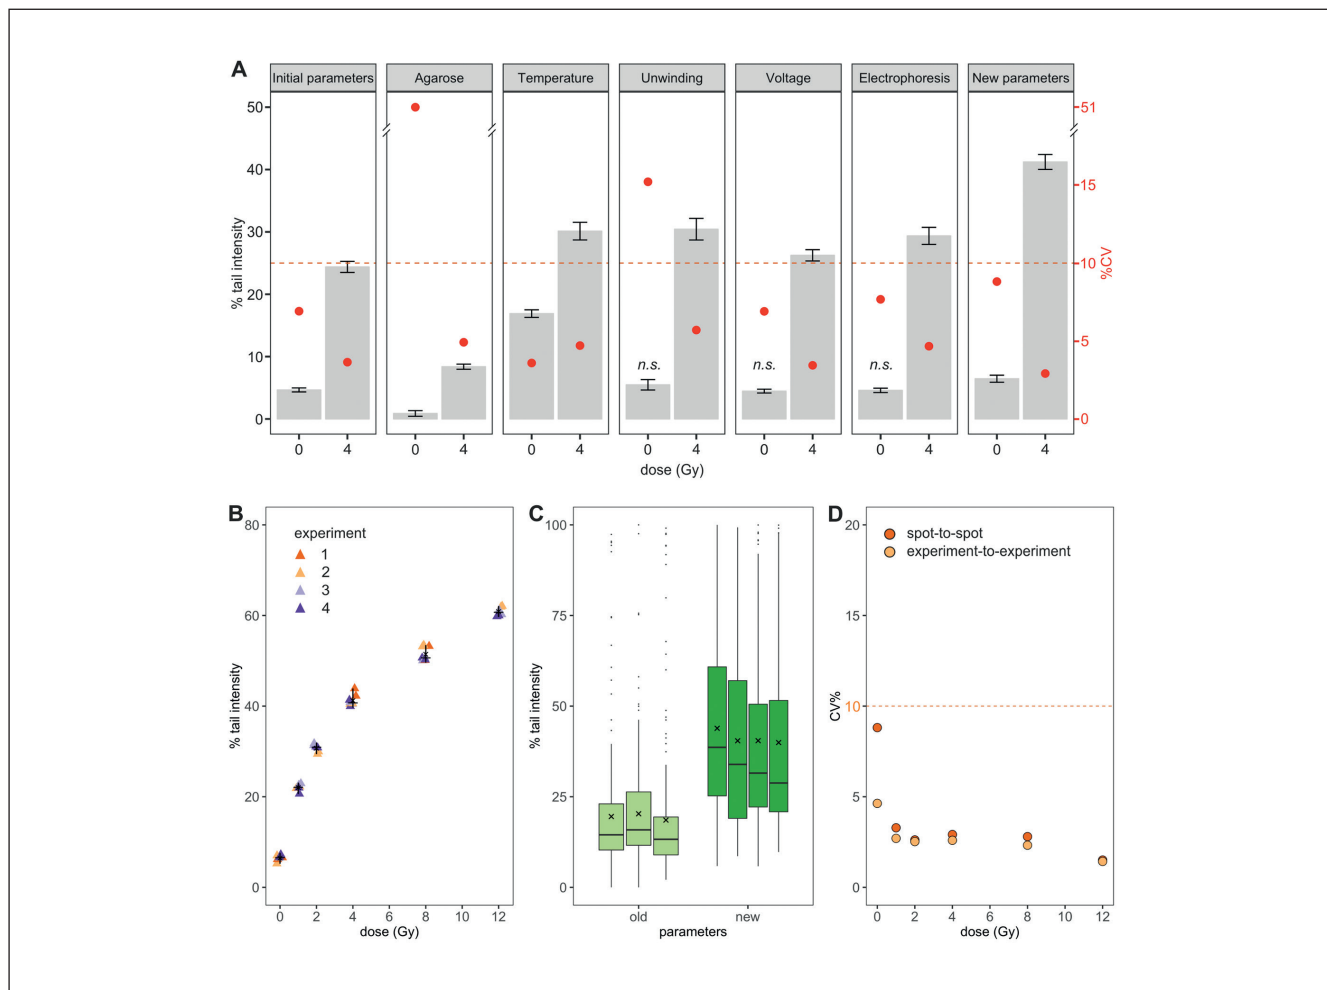 A
Initial parameters Agarose Temperature Unwinding Voltage Electrophoresis New parameters
50 51
40
15
30
% tail intensity
10
%CV
20
5
10
n.s. n.s. n.s.
0 0
0 4 0 4 0 4 0 4 0 4 0 4 0 4
dose (Gy)
B
80
60
40
20
0
% tail intensity
experiment
1
2
3
4
0 2 4 6 8 10 12
dose (Gy)
C
100
75
50
25
0
% tail intensity
old new
parameters
D
20
15
10
5
0
CV%
spot-to-spot
experiment-to-experiment
0 2 4 6 8 10 12
dose (Gy)